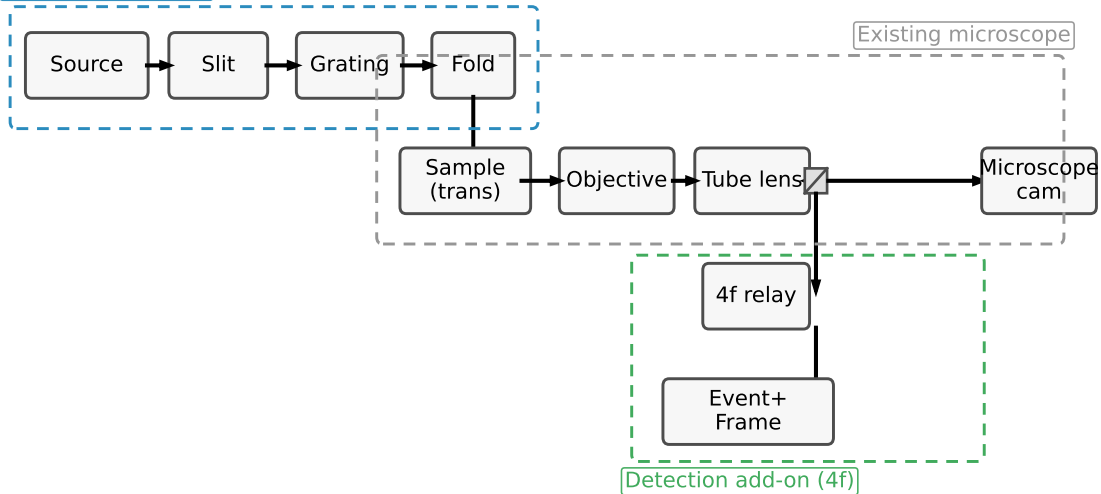 Existing microscope
Source
Slit
Grating
Fold
Sample
(trans)
Objective
Tube lens
Microscope
cam
4f relay
Event+
Frame
Detection add-on (4f)